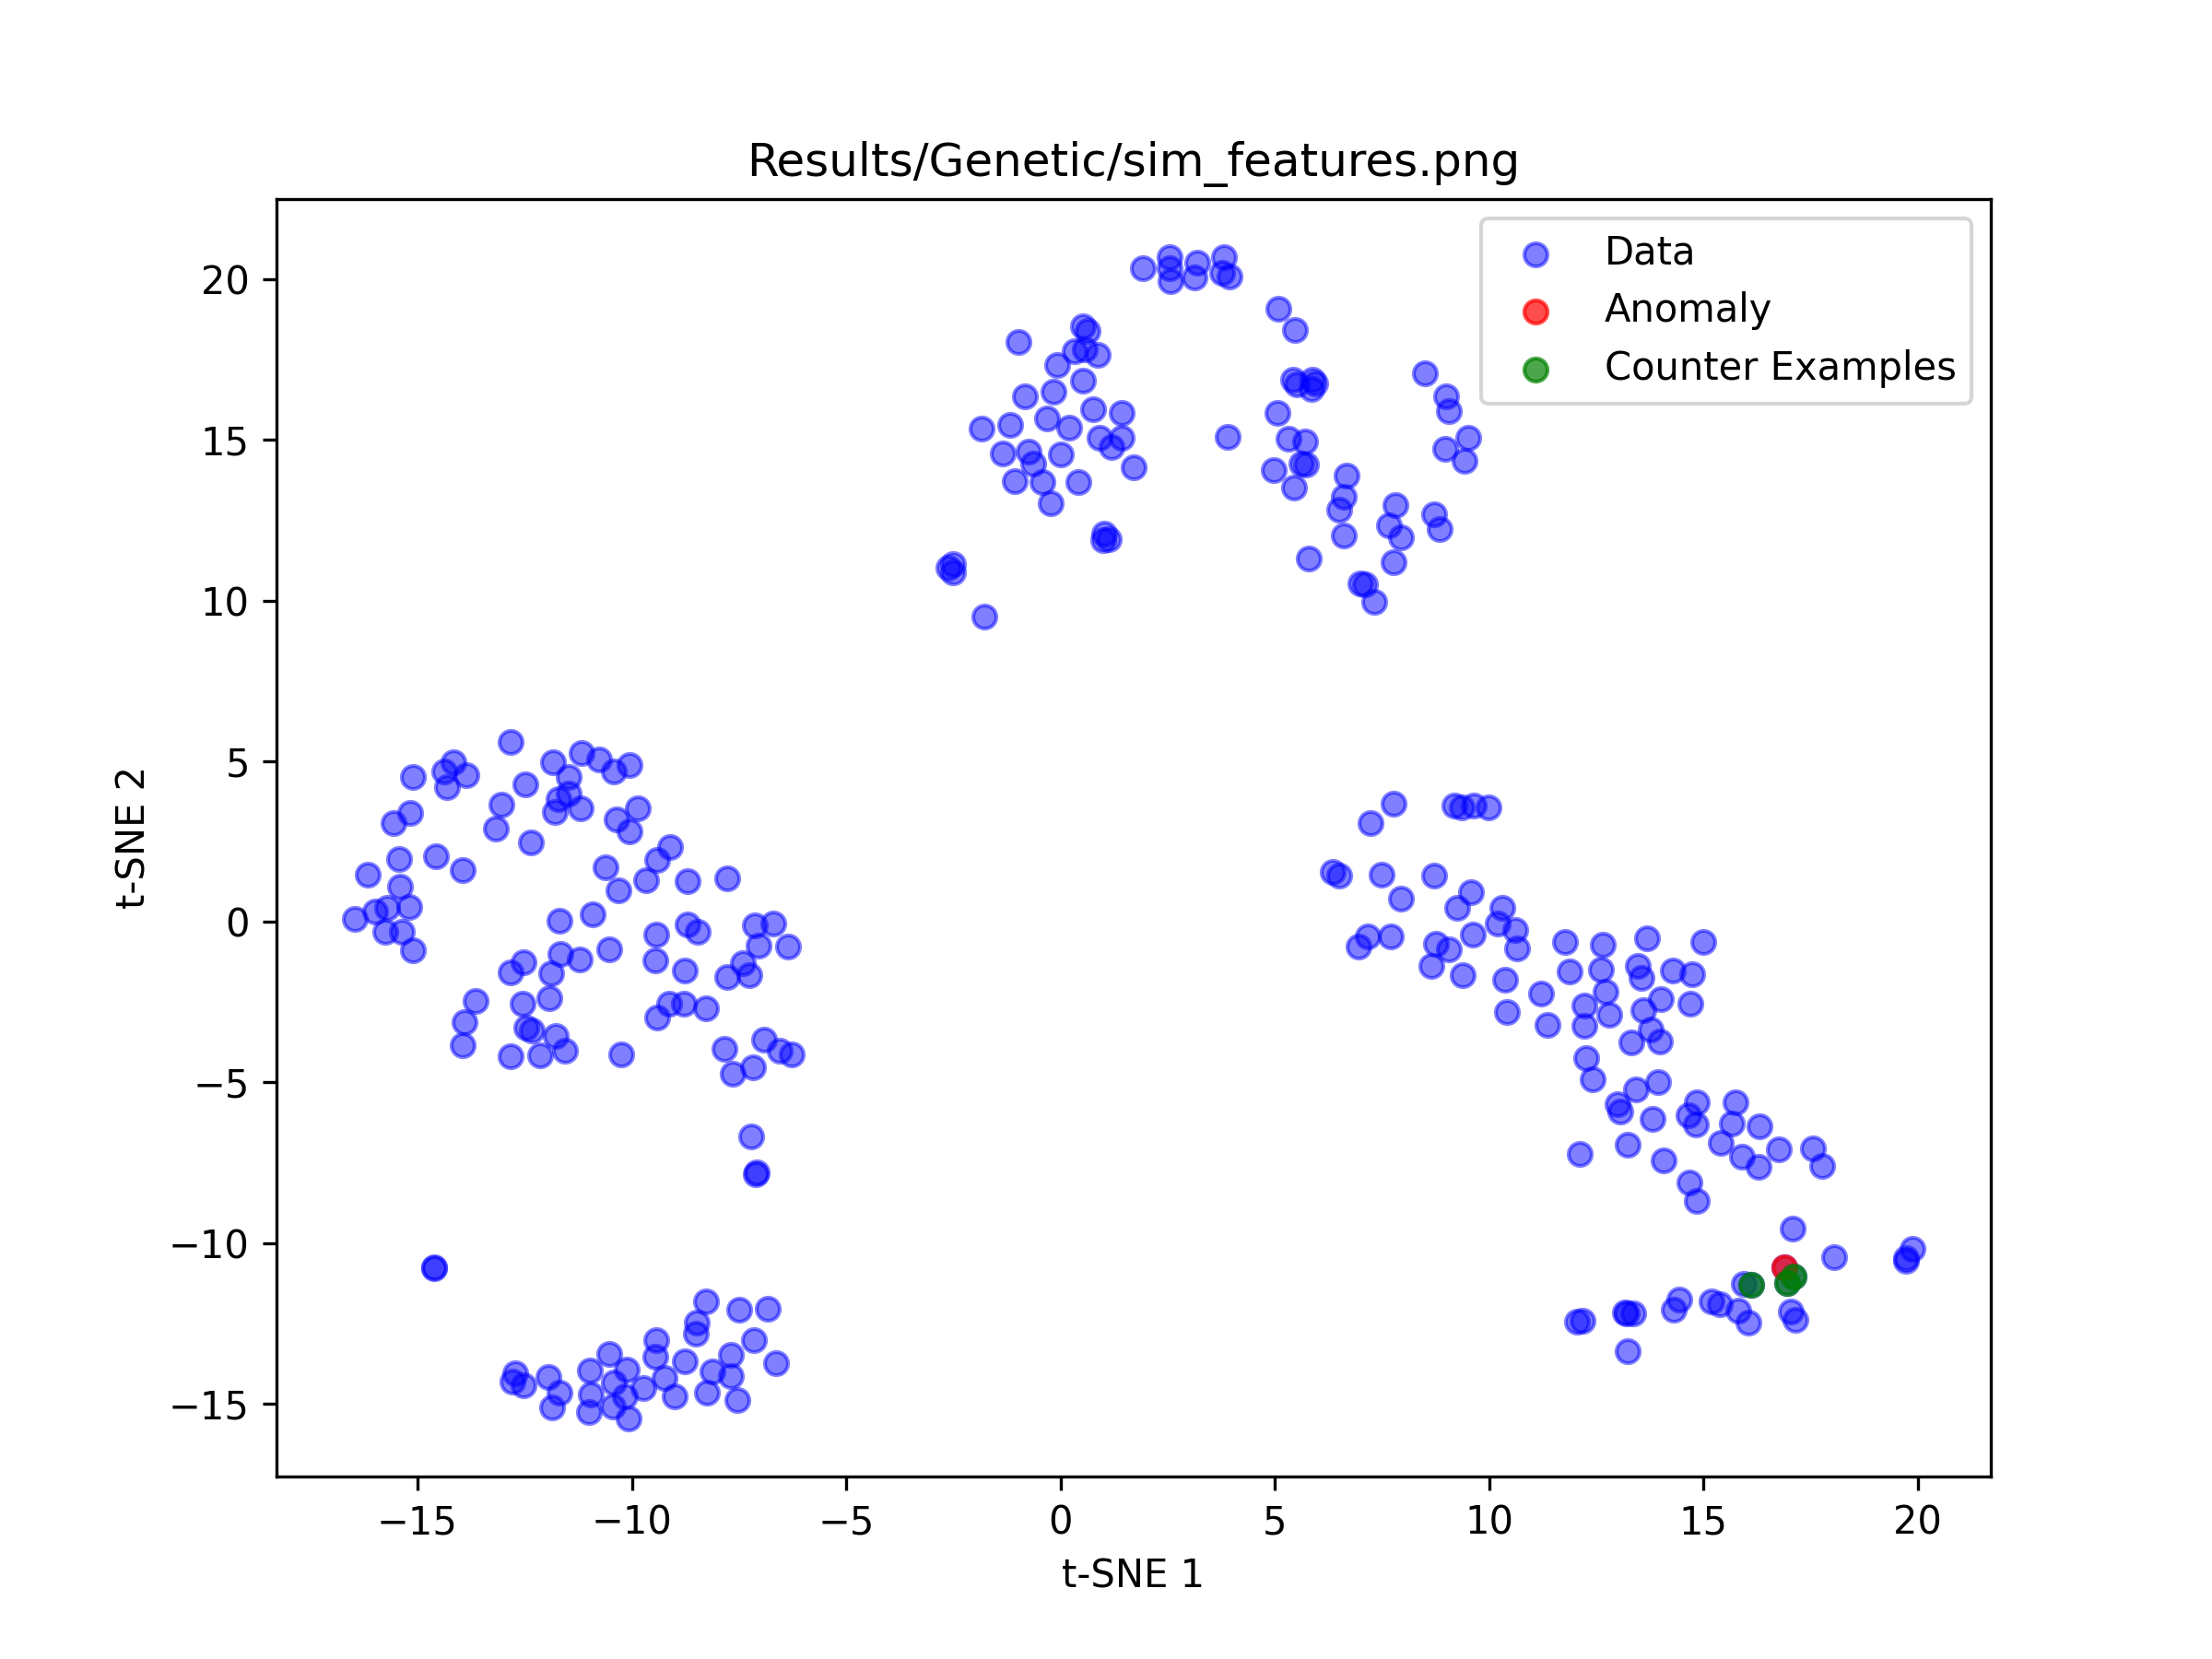 Results/Genetic/sim_features.png
Data
Anomaly
Counter Examples
20
15
10
5
0
−5
−10
−15
t-SNE 2
−15 −10 −5 0 5 10 15 20
t-SNE 1